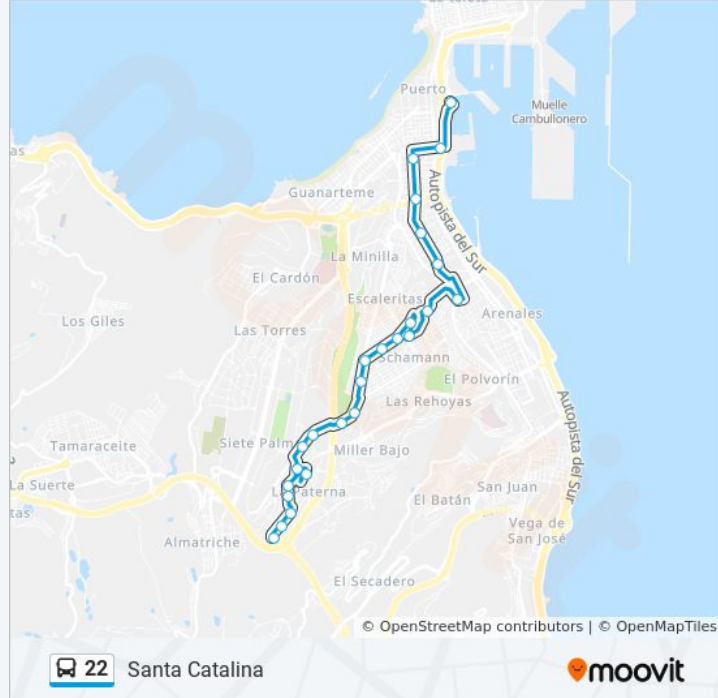 Puerto
Muelle
Cambullonero
as
Guanarteme
Autopista del Sur
La Minilla
El Cardón
Escaleritas
Los Giles
Arenales
Las Torres
Schamann
El Polvorín
Las Rehoyas
Autopista del Sur
Siete Palm
Tamaraceite
Miller Bajo
La Suerte
La Paterna
San Juan
El Batán
tas
Vega de
San José
Almatriche
El Secadero
© OpenStreetMap contributors | © OpenMapTiles
22 Santa Catalina
moovit